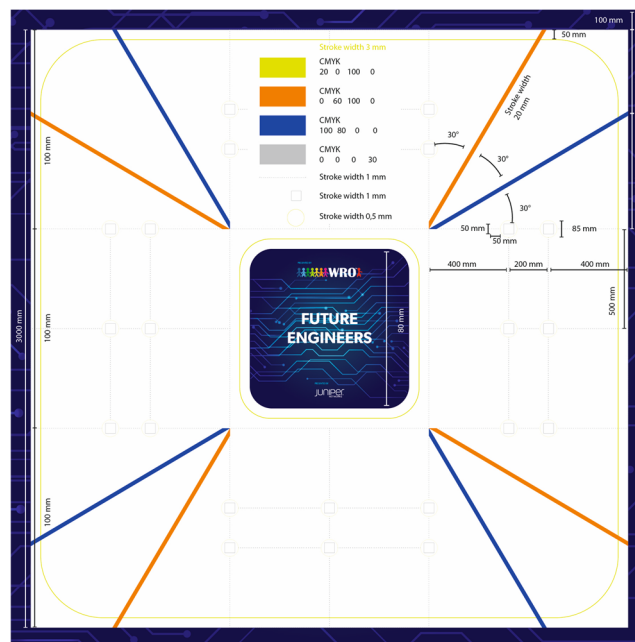 100 mm
50 mm
Stroke width 3 mm
CMYK
20 0 100 0
CMYK
0 60 100 0
CMYK
100 80 0 0
CMYK
0 0 0 30
Stroke width 1 mm
Stroke width 1 mm
Stroke width 0,5 mm
Stroke width
20 mm
30°
30°
30°
100 mm
50 mm
50 mm
85 mm
400 mm
200 mm
400 mm
500 mm
3000 mm
100 mm
80 mm
WRO
FUTURE
ENGINEERS
JUNIPEr
100 mm